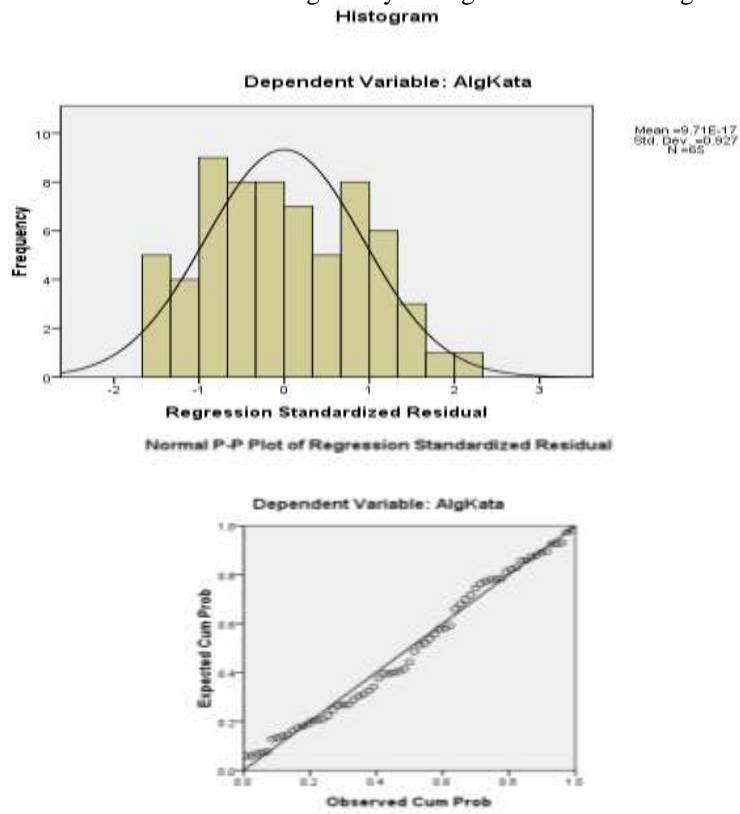 Histogram
Dependent Variable: AlgKata
Mean =9.71E-17
Std. Dev. =0.927
N =65
10
8
6
4
2
0
Frequency
-2
-1
0
1
2
3
Regression Standardized Residual
Normal P-P Plot of Regression Standardized Residual
Dependent Variable: AlgKata
1.0
0.8
0.6
0.4
0.2
0.0
Expected Cum Prob
0.0
0.2
0.4
0.6
0.8
1.0
Observed Cum Prob